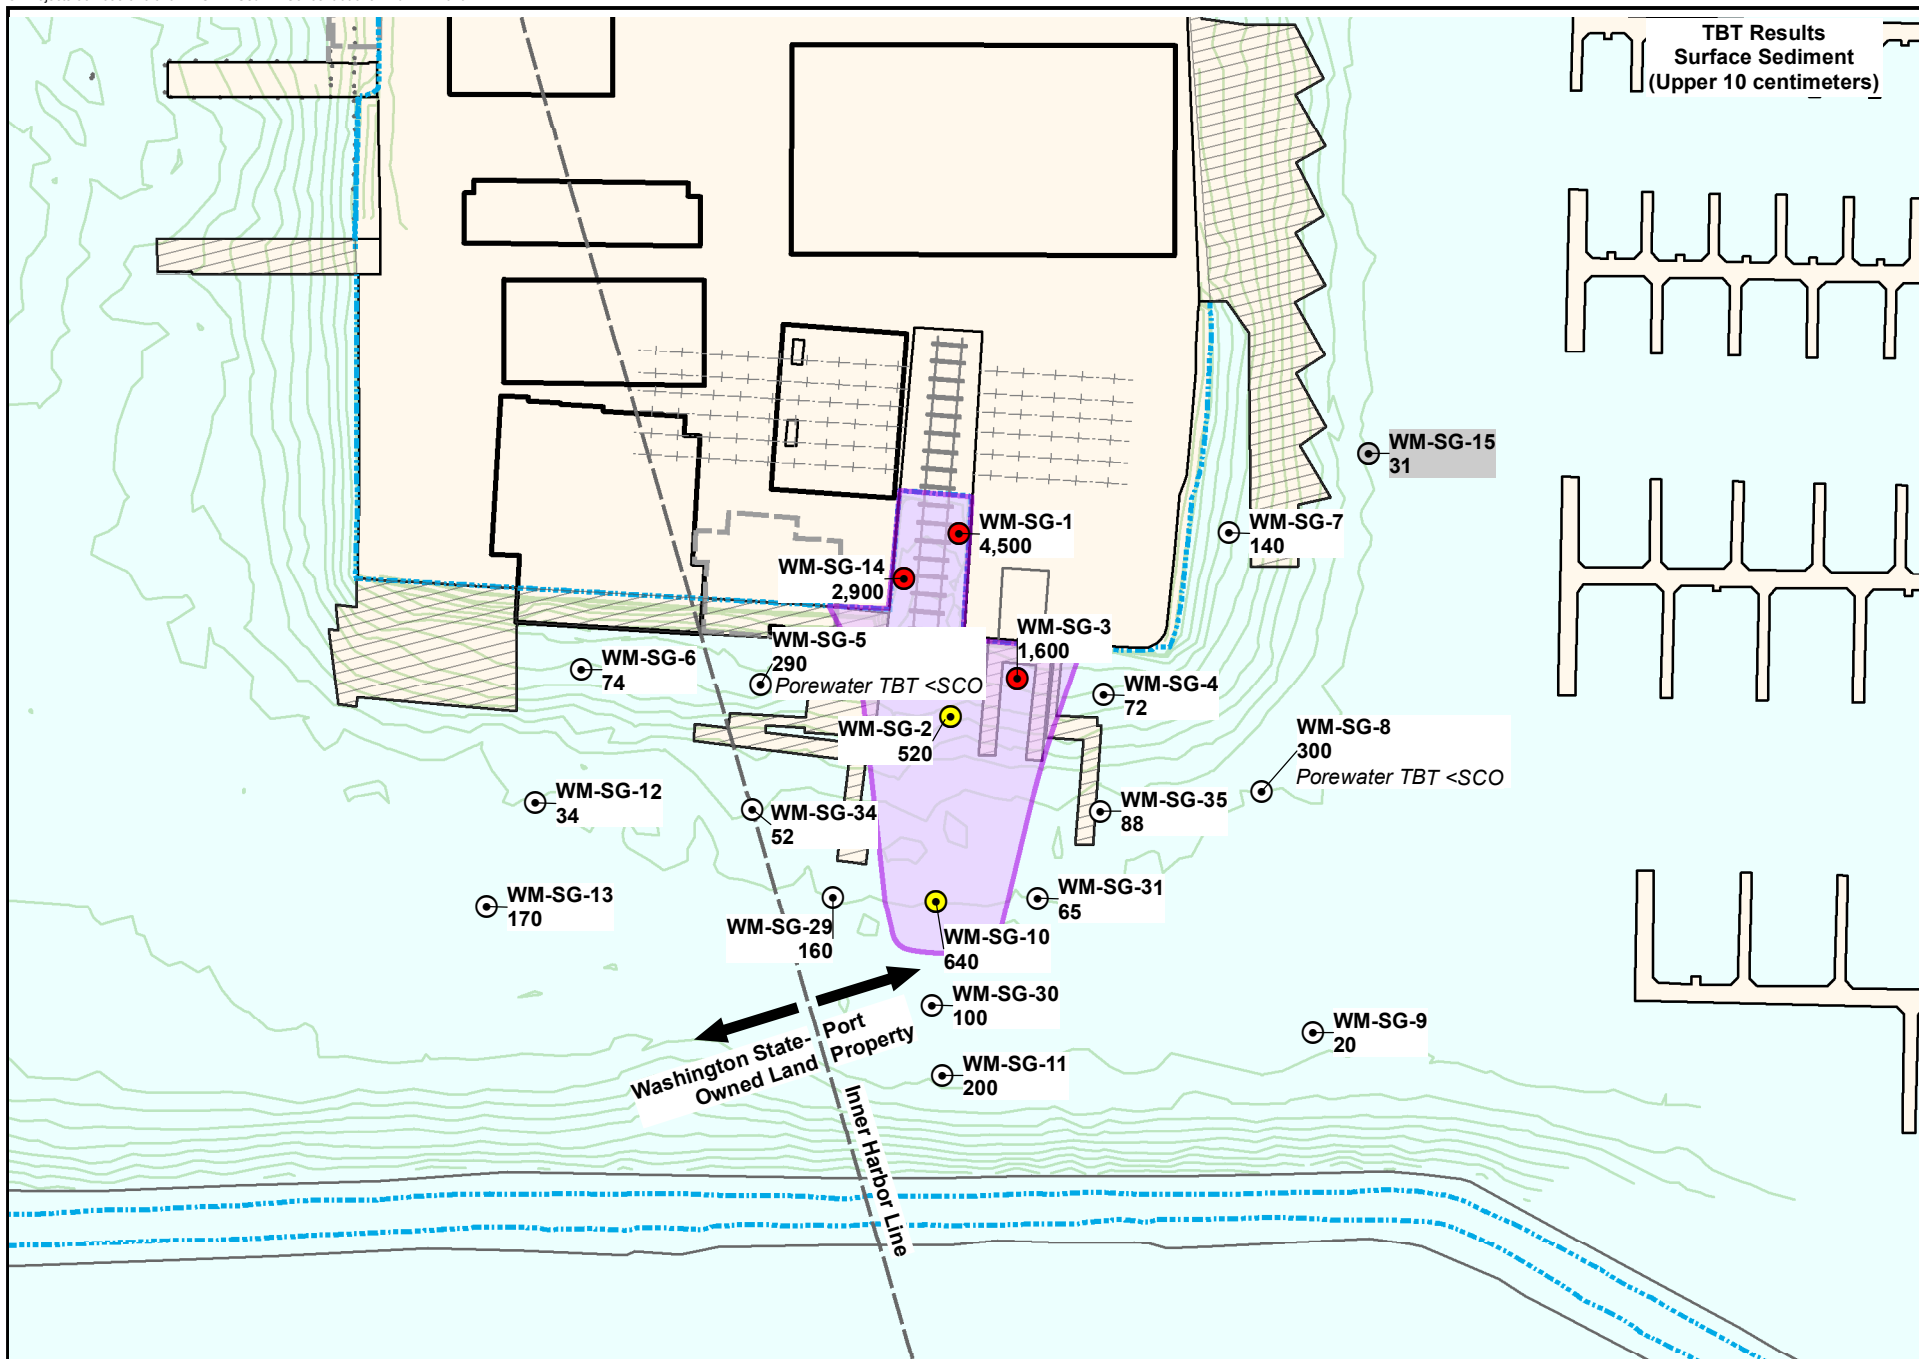 TBT Results
Surface Sediment
(Upper 10 centimeters)
WM-SG-15
31
WM-SG-7
140
WM-SG-1
4,500
WM-SG-14
2,900
WM-SG-3
1,600
WM-SG-5
290
Porewater TBT <SCO
WM-SG-6
74
WM-SG-4
72
WM-SG-2
520
WM-SG-8
300
Porewater TBT <SCO
WM-SG-12
34
WM-SG-34
52
WM-SG-35
88
WM-SG-13
170
WM-SG-29
160
WM-SG-31
65
WM-SG-10
640
WM-SG-30
100
WM-SG-9
20
WM-SG-11
200
Washington State-
Owned Land
Port
Property
Inner Harbor Line